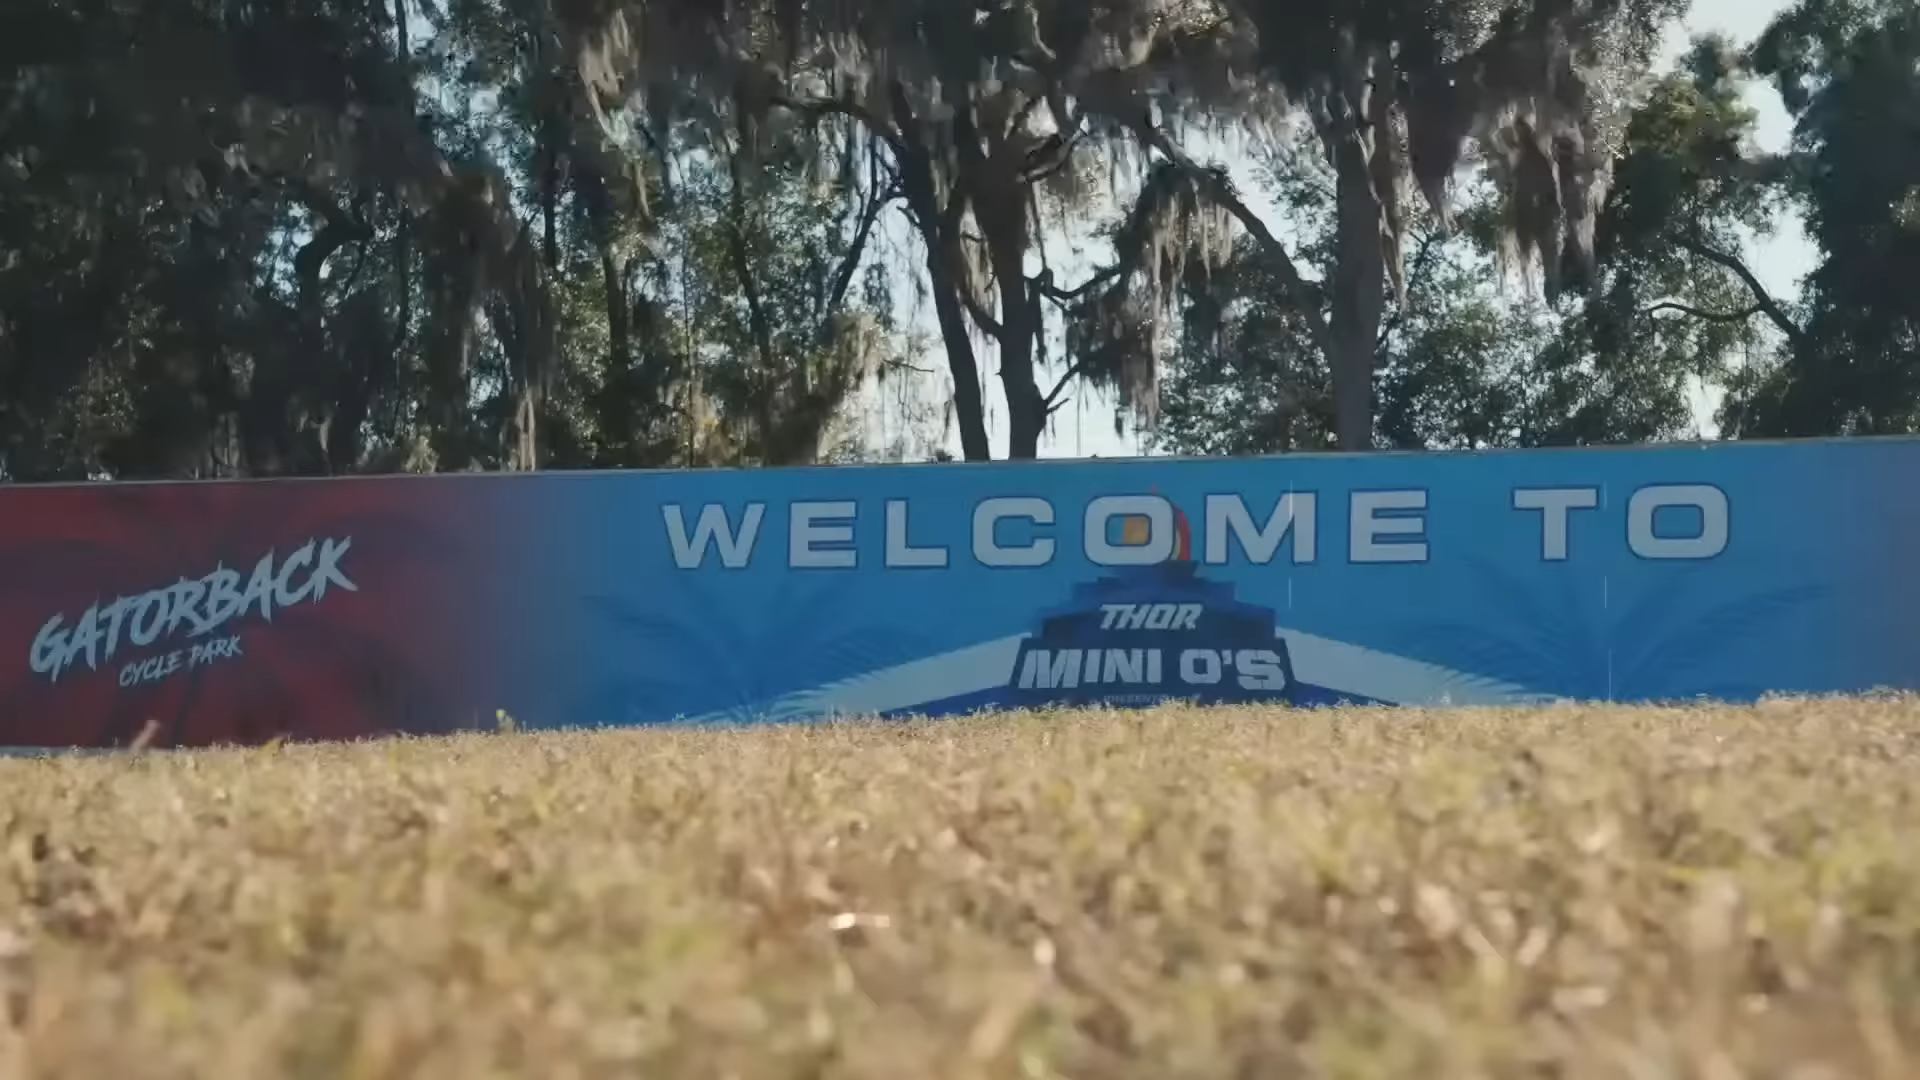 GATORBACK
CYCLE PARK
WELCOME TO
THOR
MINI O'S